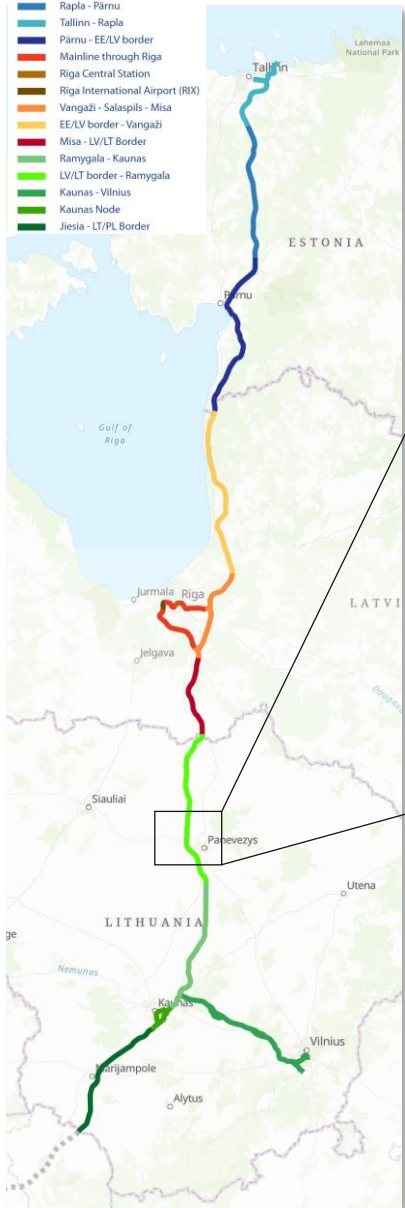 Rapla - Pärnu
Tallinn - Rapla
Pärnu - EE/LV border
Mainline through Riga
Riga Central Station
Riga International Airport (RIX)
Vangaži - Salaspils - Misa
EE/LV border - Vangaži
Misa - LV/LT Border
Ramygala - Kaunas
LV/LT border - Ramygala
Kaunas - Vilnius
Kaunas Node
Jiesia - LT/PL Border
Lahemaa
National Park
Tallinn
ESTONIA
Pärnu
Gulf of
Riga
Jurmala
Riga
LATVI
Jelgava
Daugav
Siauliai
Panevezys
Utena
LITHUANIA
ge
Nemunas
Kaunas
Vilnius
Marijampole
Alytus